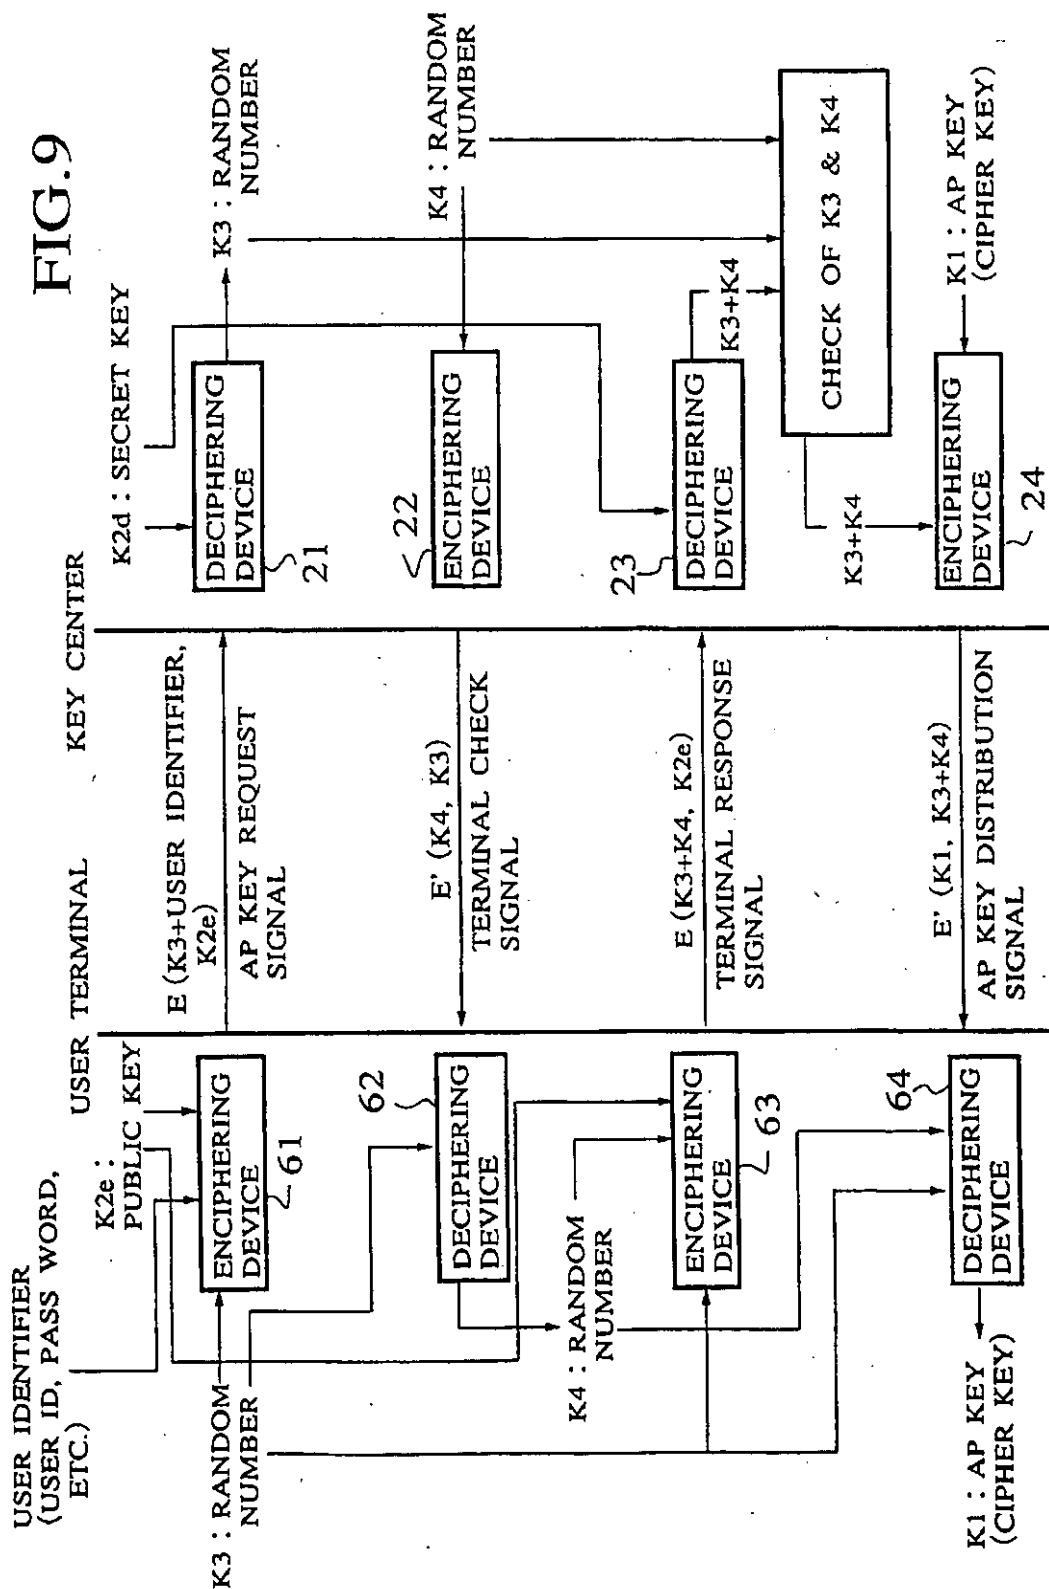 FIG.9
USER IDENTIFIER
(USER ID, PASS WORD,
ETC.)
USER TERMINAL
KEY CENTER
K2e :
PUBLIC KEY
K2d : SECRET KEY
K3 : RANDOM
NUMBER
ENCIPHERING
DEVICE
61
E (K3+USER IDENTIFIER,
K2e)
AP KEY REQUEST
SIGNAL
DECIPHERING
DEVICE
21
K3 : RANDOM
NUMBER
DECIPHERING
DEVICE
62
E' (K4, K3)
TERMINAL CHECK
SIGNAL
ENCIPHERING
DEVICE
22
K4 : RANDOM
NUMBER
K4 : RANDOM
NUMBER
ENCIPHERING
DEVICE
63
E (K3+K4, K2e)
TERMINAL RESPONSE
SIGNAL
DECIPHERING
DEVICE
23
K3+K4
CHECK OF K3 & K4
K3+K4
K1 : AP KEY
(CIPHER KEY)
DECIPHERING
DEVICE
64
E' (K1, K3+K4)
AP KEY DISTRIBUTION
SIGNAL
ENCIPHERING
DEVICE
24
K1 : AP KEY
(CIPHER KEY)